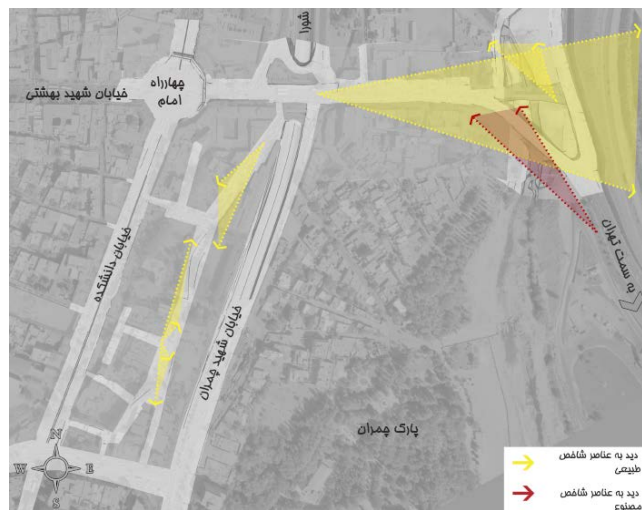 شورا
چهارراه
امام
خیابان شهید بهشتی
به سمت تهران
خیابان دانشکده
خیابان شهید چمران
پارک چمران
N
W
E
S
دید به عناصر شاخص
طبیعی
دید به عناصر شاخص
مصنوع